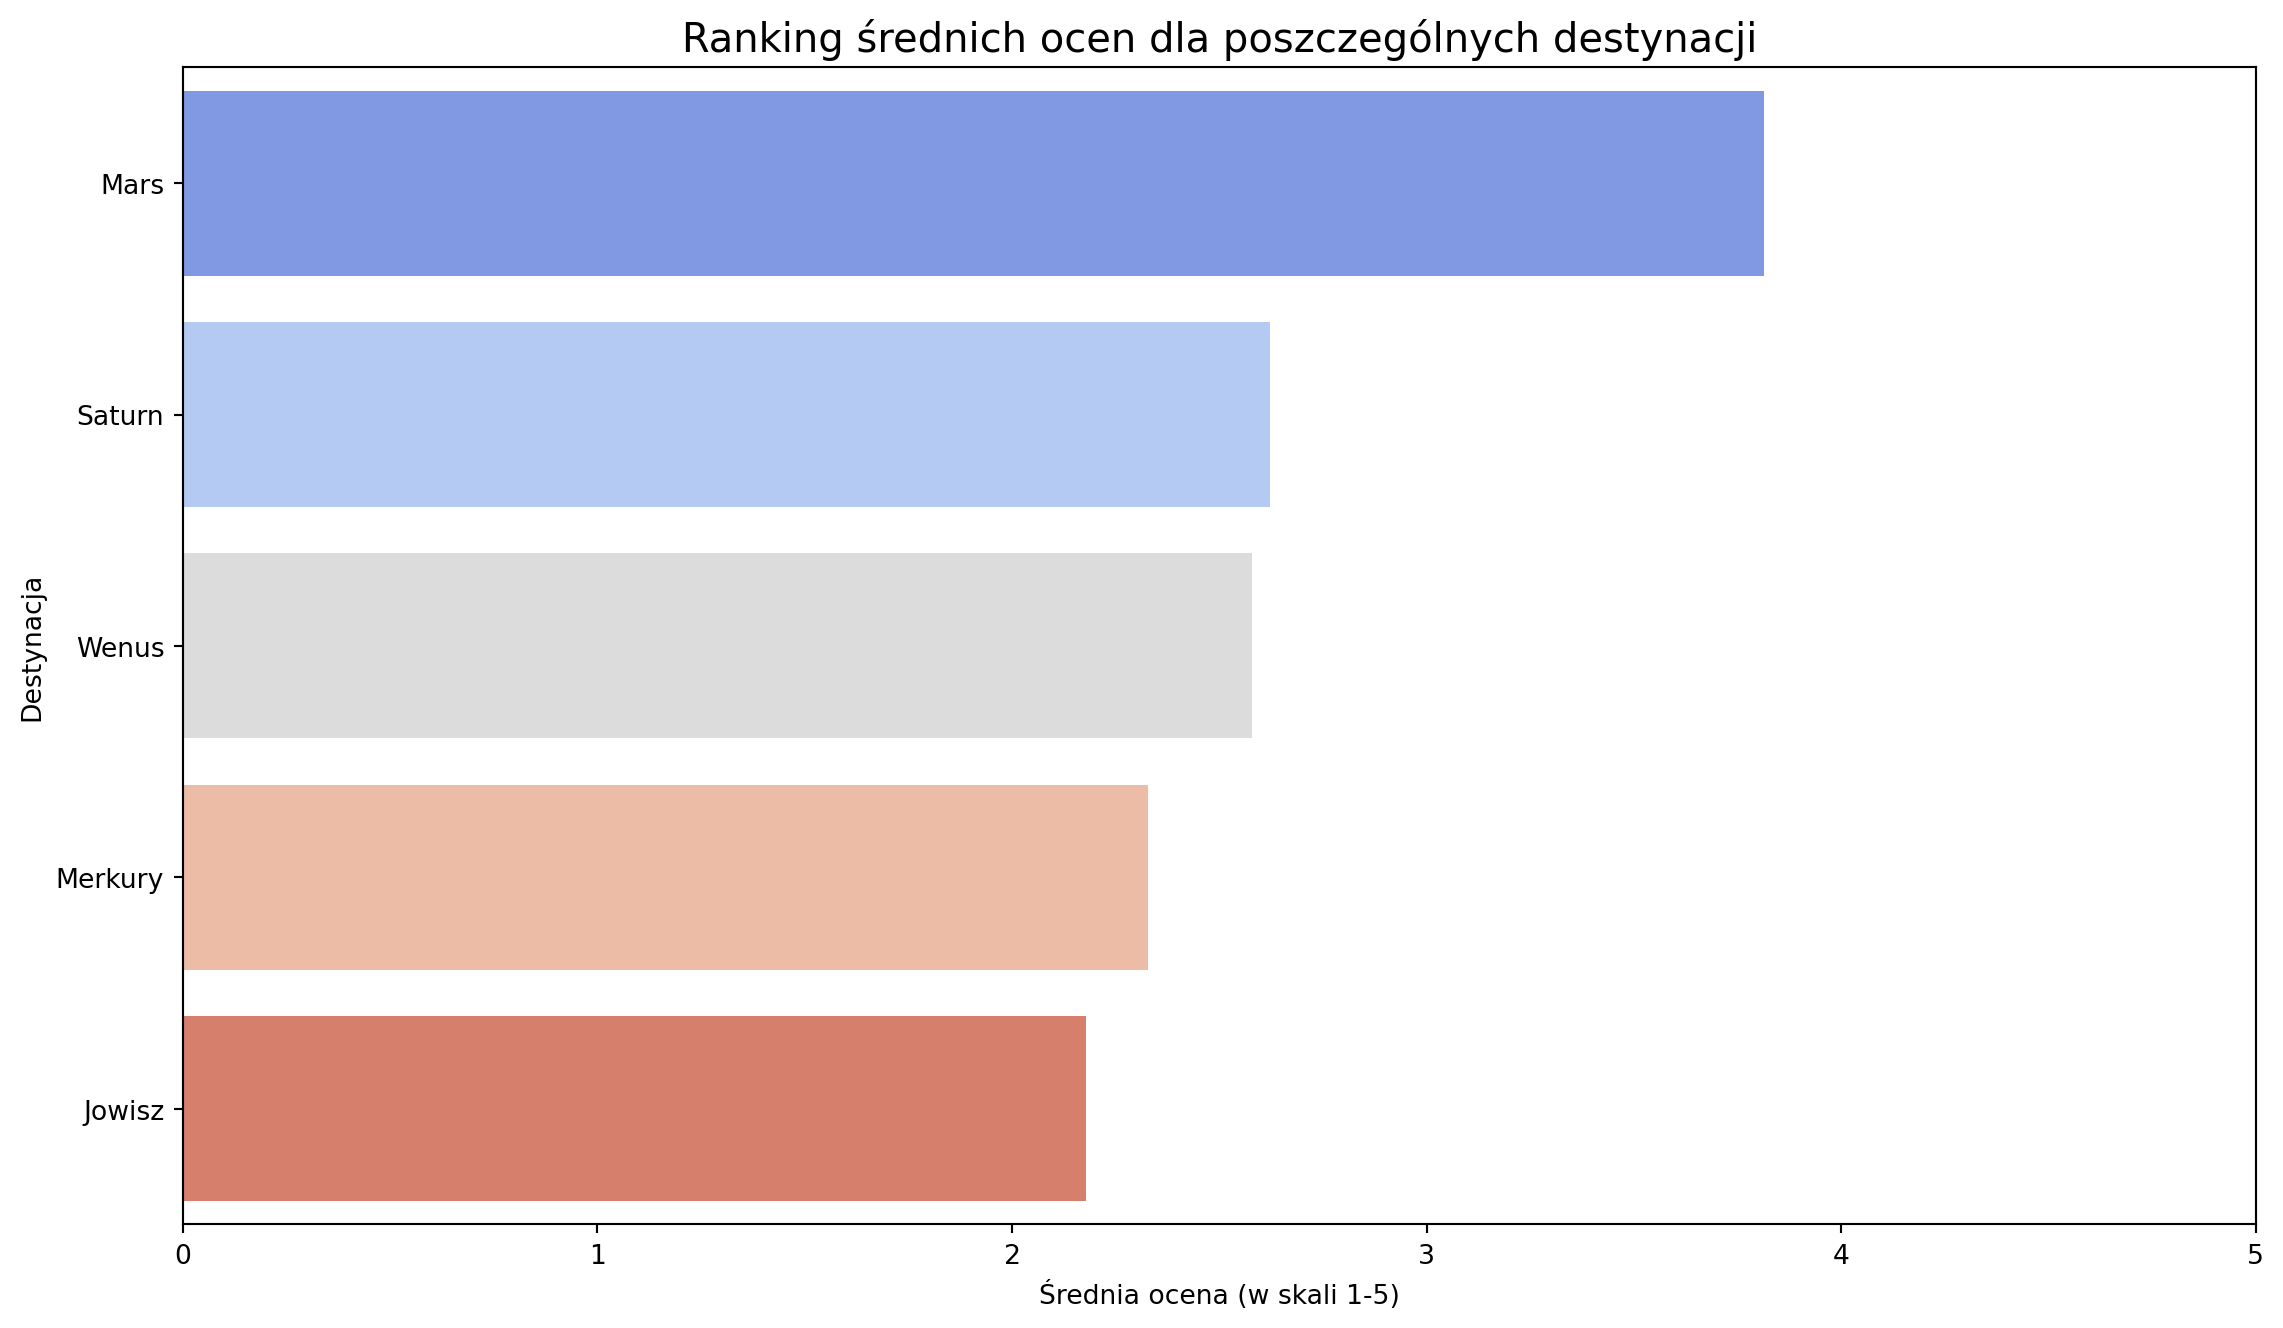 Ranking średnich ocen dla poszczególnych destynacji
Destynacja
Mars
Saturn
Wenus
Merkury
Jowisz
0 1 2 3 4 5
Średnia ocena (w skali 1-5)